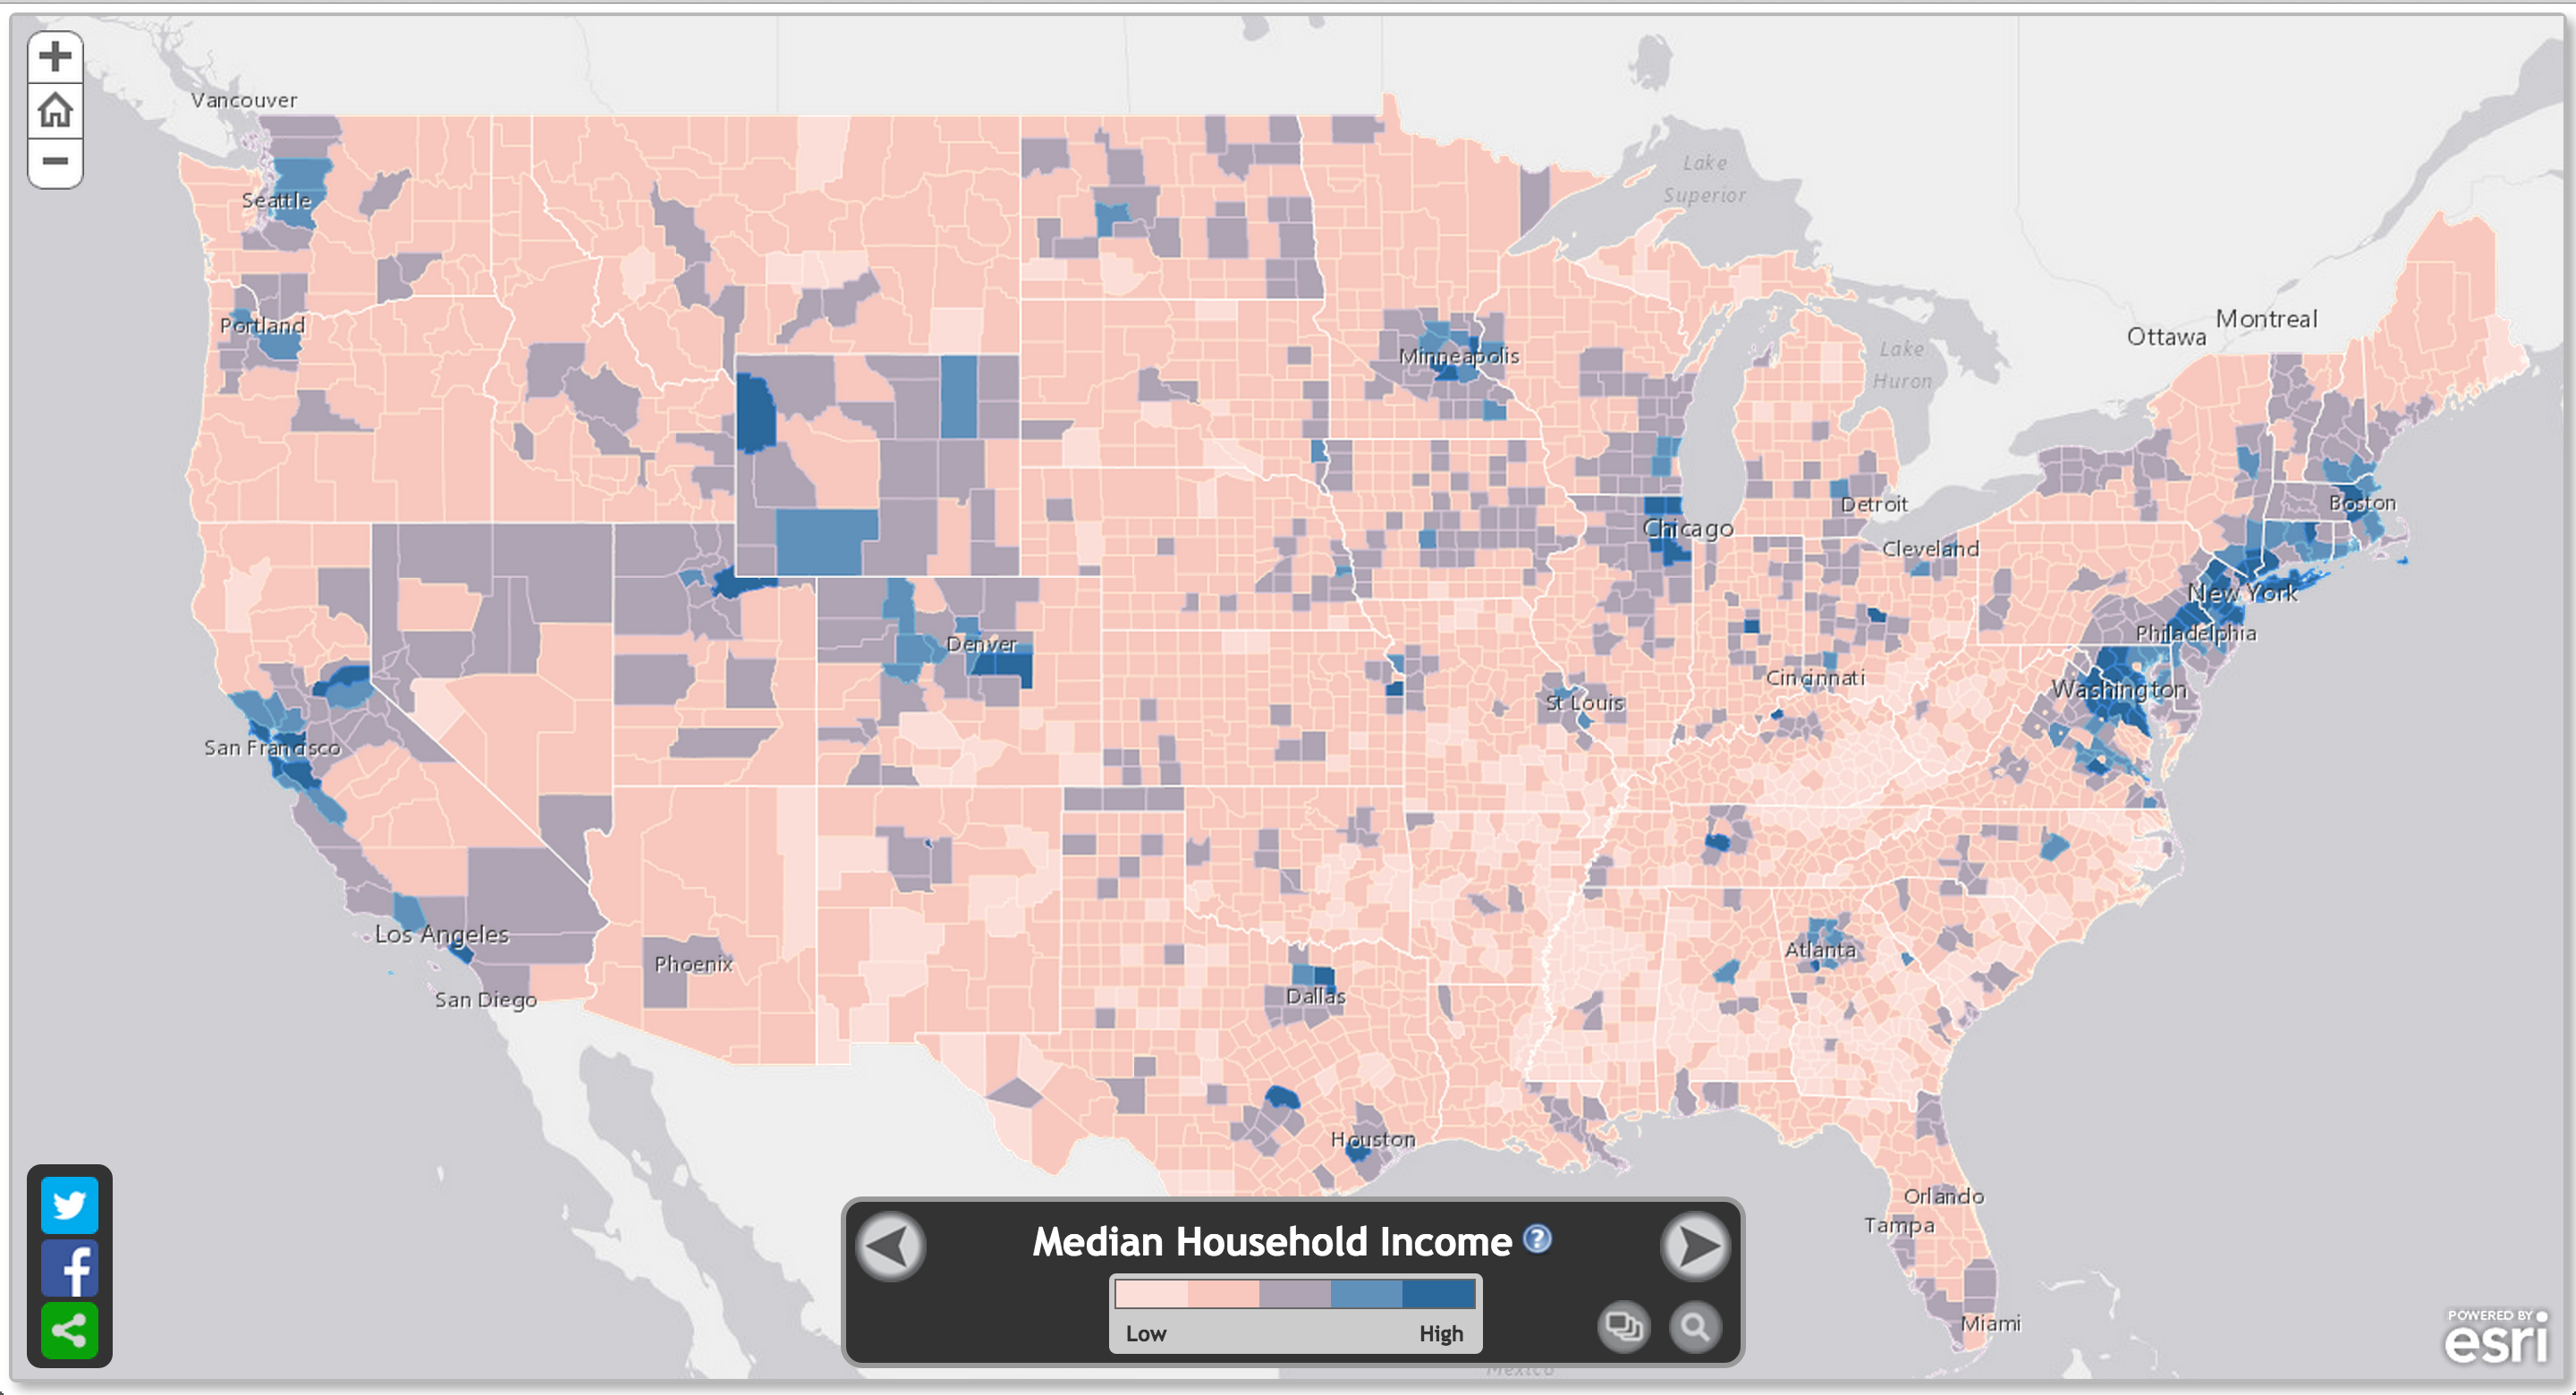 +
−
Vancouver
Seattle
Portland
San Francisco
Los Angeles
San Diego
Phoenix
Denver
Minneapolis
Lake
Superior
Lake
Huron
Ottawa
Montreal
Chicago
Detroit
Cleveland
Boston
New York
Philadelphia
Washington
Cincinnati
St Louis
Atlanta
Dallas
Houston
Orlando
Tampa
Miami
Mexico
Median Household Income ?
Low High
f
POWERED BY
esri